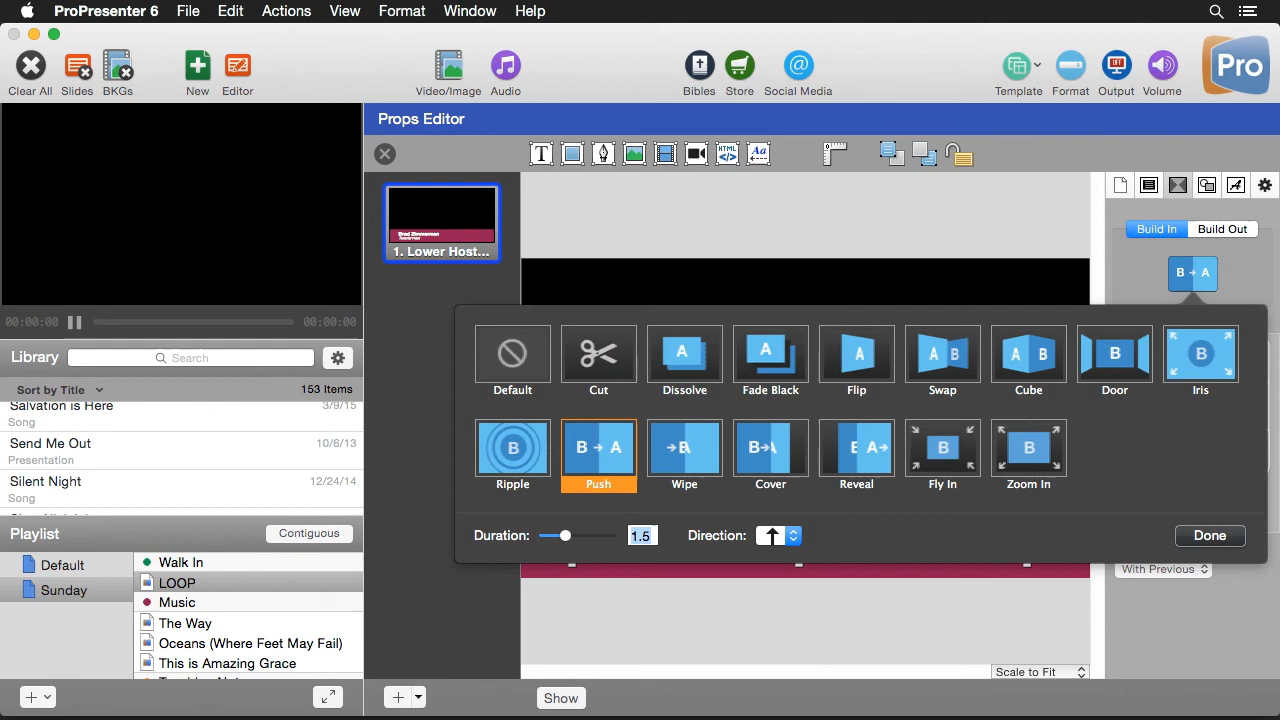 ProPresenter 6 File Edit Actions View Format Window Help
Clear All Slides BKGs New Editor Video/Image Audio Bibles Store Social Media Template Format Output Volume
Pro
Props Editor
T HTML Aa
1. Lower Host...
Brad Zimmerman
Build In Build Out
B A
00:00:00 00:00:00
Library Search
Sort by Title 153 Items
Salvation is Here 3/9/15
Song
Send Me Out 10/6/13
Presentation
Silent Night 12/24/14
Song
Default Cut Dissolve Fade Black Flip Swap Cube Door Iris
A A A A B A B B B
Ripple Push Wipe Cover Reveal Fly In Zoom In
B B A B A B A A B B
Duration: 1.5 Direction: Done
With Previous
Playlist Contiguous
Default
Sunday
Walk In
LOOP
Music
The Way
Oceans (Where Feet May Fail)
This is Amazing Grace
Scale to Fit
Show